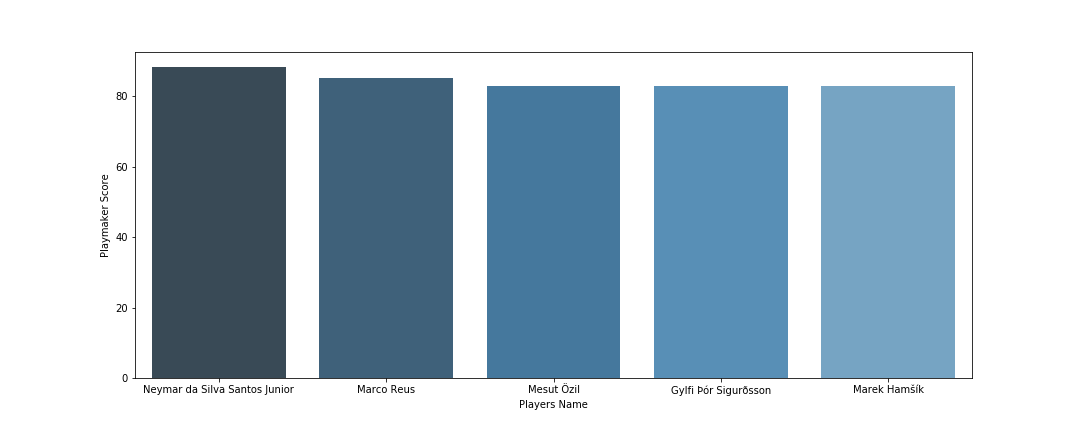 80
60
40
20
0
Playmaker Score
Neymar da Silva Santos Junior
Marco Reus
Mesut Özil
Gylfi Þór Sigurðsson
Marek Hamšík
Players Name